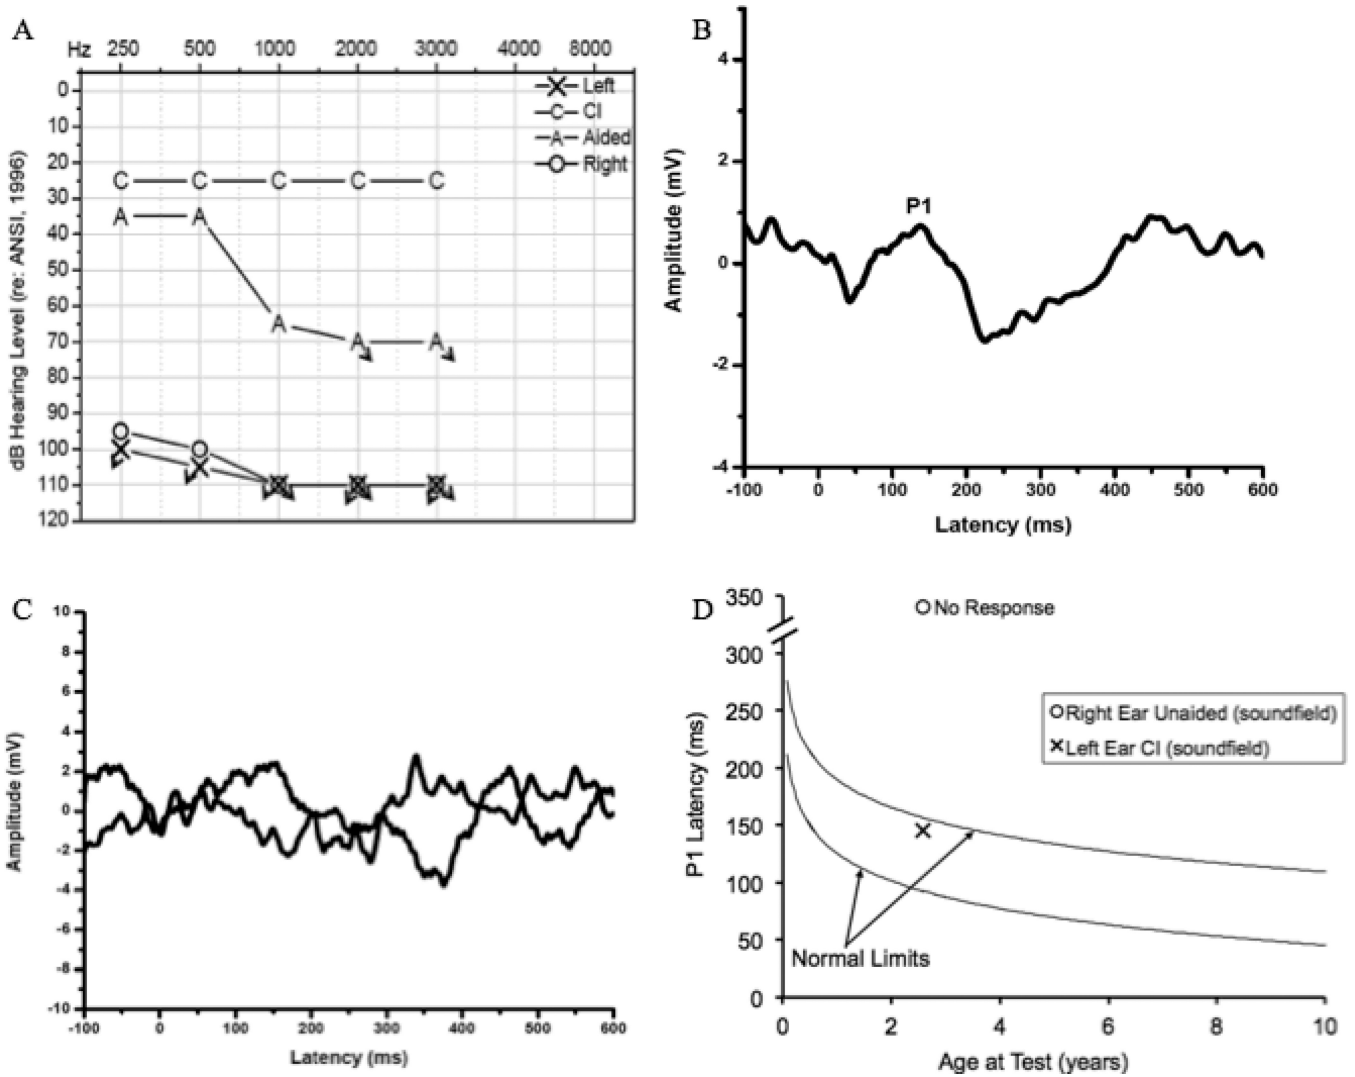 A
Hz 250 500 1000 2000 3000 4000 8000
0
10
20
30
40
50
60
70
80
90
100
110
120
dB Hearing Level (re: ANSI, 1996)
Left
C CI
A Aided
Right
C C C C C
A A A A A
B
4
2
0
-2
-4
Amplitude (mV)
P1
-100 0 100 200 300 400 500 600
Latency (ms)
C
10
8
6
4
2
0
-2
-4
-6
-8
-10
Amplitude (mV)
-100 0 100 200 300 400 500 600
Latency (ms)
D
350
300
250
200
150
100
50
0
P1 Latency (ms)
No Response
Right Ear Unaided (soundfield)
Left Ear CI (soundfield)
Normal Limits
0 2 4 6 8 10
Age at Test (years)